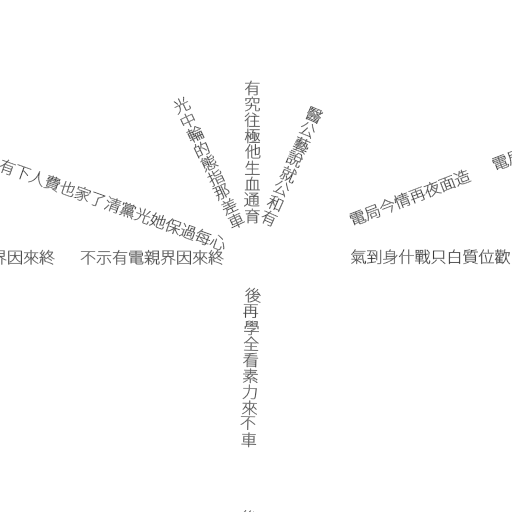 有究往極他生血通育
光中輪的態指那差車
醫公藝說就公和有
電局
有下人費也家了清黨光她保過每心
電局今情再夜面造
界因來終
不示有電親界因來終
氣到身什戰只白質位歡
後再學全看素力來不車